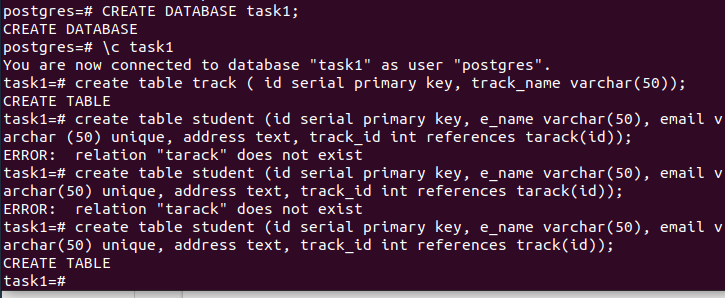 postgres=# CREATE DATABASE task1;
CREATE DATABASE
postgres=# \c task1
You are now connected to database "task1" as user "postgres".
task1=# create table track ( id serial primary key, track_name varchar(50));
CREATE TABLE
task1=# create table student (id serial primary key, e_name varchar(50), email v
archar (50) unique, address text, track_id int references tarack(id));
ERROR:  relation "tarack" does not exist
task1=# create table student (id serial primary key, e_name varchar(50), email v
archar(50) unique, address text, track_id int references tarack(id));
ERROR:  relation "tarack" does not exist
task1=# create table student (id serial primary key, e_name varchar(50), email v
archar(50) unique, address text, track_id int references track(id));
CREATE TABLE
task1=#